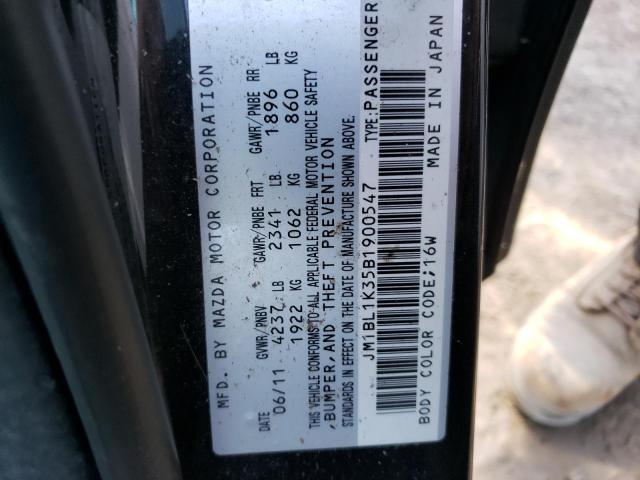 MFD. BY MAZDA MOTOR CORPORATION
DATE GVWR/PNBV GAWR/PNBE FRT GAWR/PNBE RR
06/11 4237 LB 2341 LB 1896 LB
1922 KG 1062 KG 860 KG
THIS VEHICLE CONFORMS TO ALL APPLICABLE FEDERAL MOTOR VEHICLE SAFETY
,BUMPER,AND THEFT PREVENTION
STANDARDS IN EFFECT ON THE DATE OF MANUFACTURE SHOWN ABOVE.
JM1BL1K35B1900547 TYPE:PASSENGER
BODY COLOR CODE;16W MADE IN JAPAN